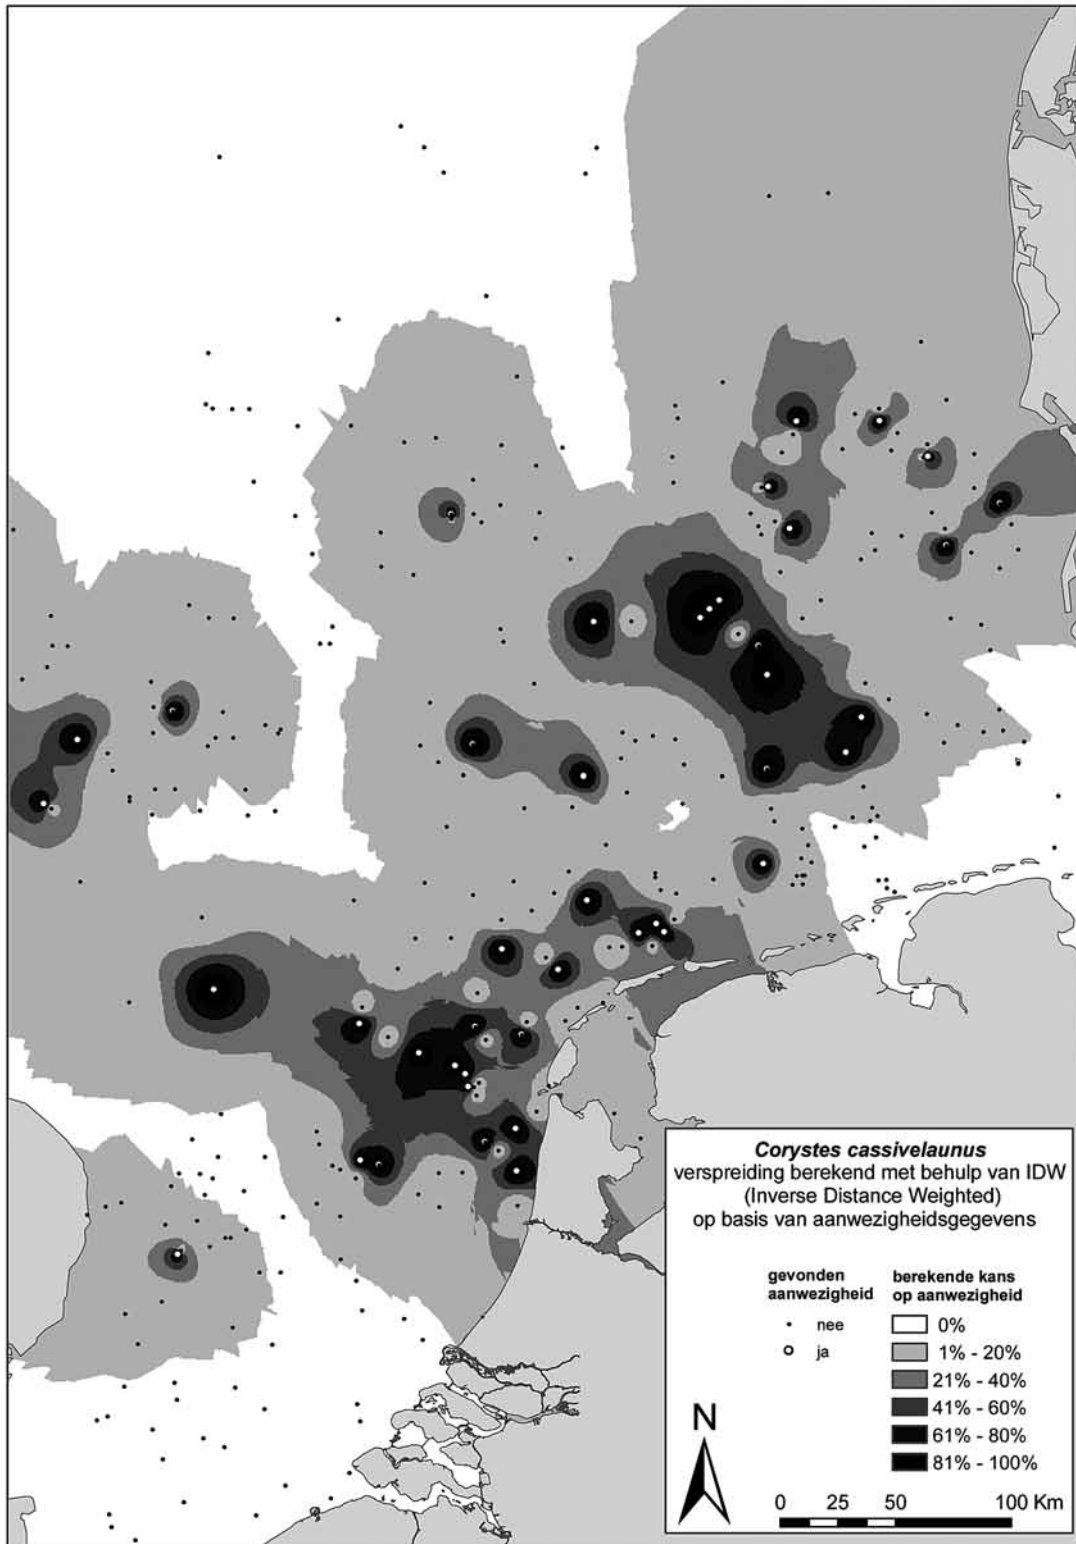 Corystes cassivelaunus
verspreiding berekend met behulp van IDW
(Inverse Distance Weighted)
op basis van aanwezigheidsgegevens
gevonden
aanwezigheid
nee
ja
berekende kans
op aanwezigheid
0%
1% - 20%
21% - 40%
41% - 60%
61% - 80%
81% - 100%
N
0 25 50 100 Km